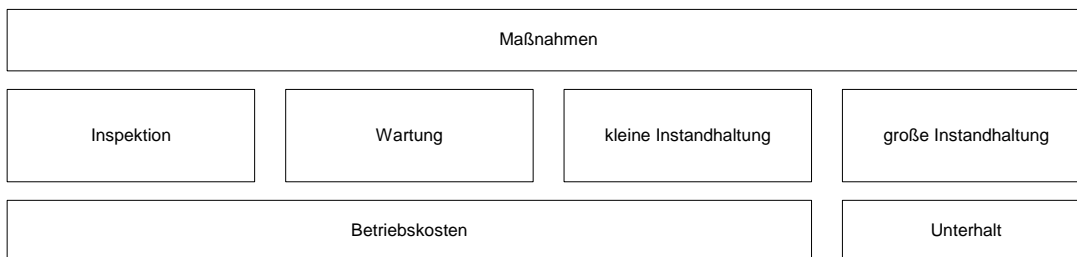 Maßnahmen
Inspektion
Wartung
kleine Instandhaltung
große Instandhaltung
Betriebskosten
Unterhalt